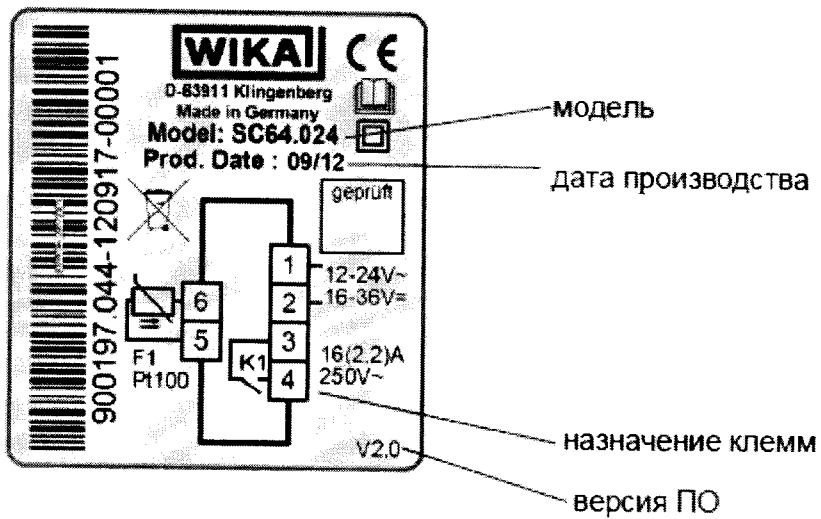 WIKA CE
D-63911 Klingenberg
Made in Germany
Model: SC64.024
Prod. Date : 09/12
900197.044-120917-00001
geprüft
1
12-24V~
2
16-36V=
3
16(2,2)A
4
250V~
6
5
F1
Pt100
K1
V2.0
модель
дата производства
назначение клемм
версия ПО